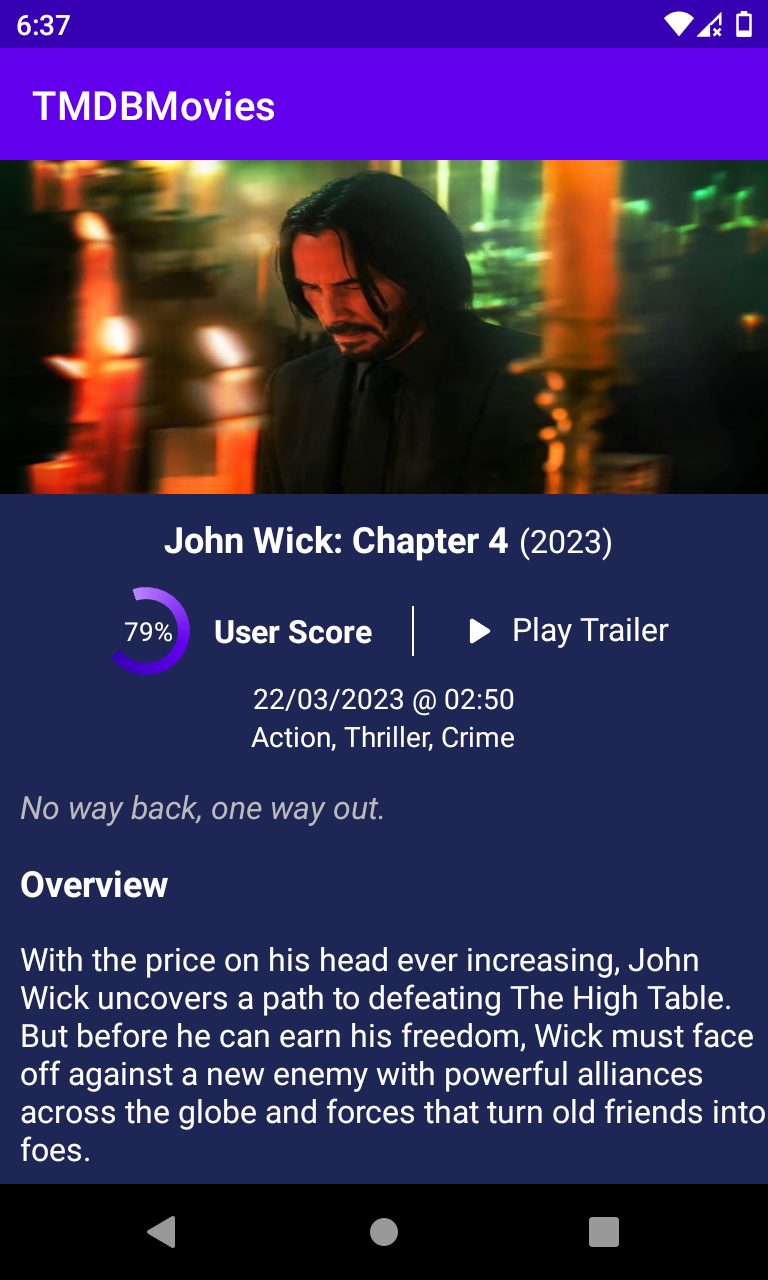 6:37
TMDBMovies
John Wick: Chapter 4 (2023)
79% User Score Play Trailer
22/03/2023 @ 02:50
Action, Thriller, Crime
No way back, one way out.
Overview
With the price on his head ever increasing, John
Wick uncovers a path to defeating The High Table.
But before he can earn his freedom, Wick must face
off against a new enemy with powerful alliances
across the globe and forces that turn old friends into
foes.